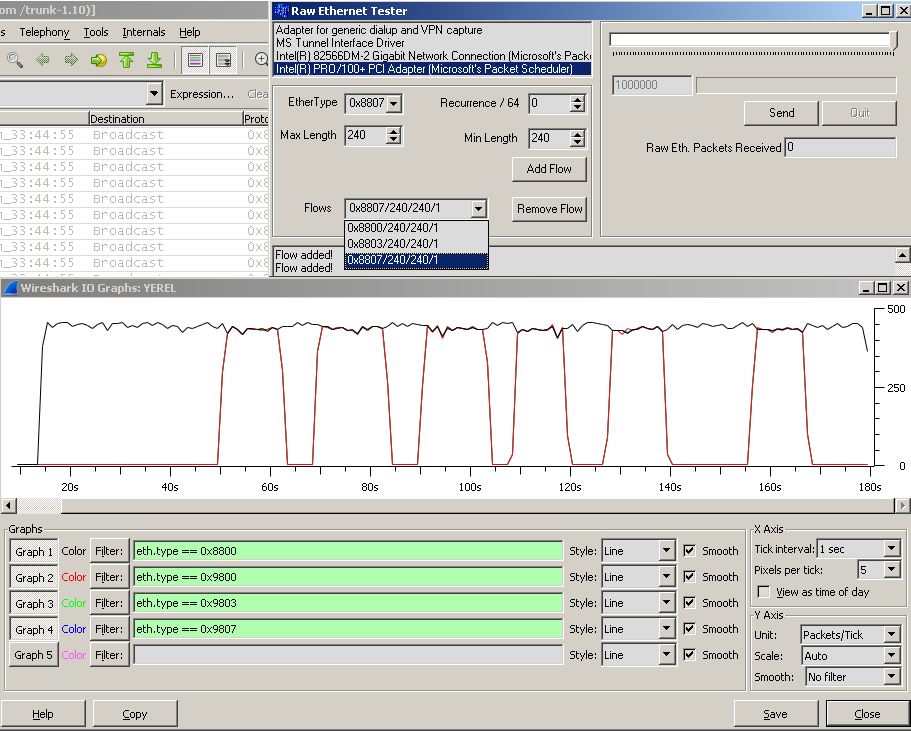 om /trunk-1.10)]
s Telephony Tools Internals Help
Expression... Clea
Destination Proto
1_33:44:55 Broadcast 0x8
1_33:44:55 Broadcast 0x8
1_33:44:55 Broadcast 0x8
1_33:44:55 Broadcast 0x8
1_33:44:55 Broadcast 0x8
1_33:44:55 Broadcast 0x8
1_33:44:55 Broadcast 0x8
1_33:44:55 Broadcast 0x8
1_33:44:55 Broadcast 0x8
Raw Ethernet Tester
Adapter for generic dialup and VPN capture
MS Tunnel Interface Driver
Intel(R) 82566DM-2 Gigabit Network Connection (Microsoft's Pack
Intel(R) PRO/100+ PCI Adapter (Microsoft's Packet Scheduler)
EtherType 0x8807 Recurrence / 64 0
Max Length 240 Min Length 240
Add Flow
Flows 0x8807/240/240/1 Remove Flow
0x8800/240/240/1
0x8803/240/240/1
0x8807/240/240/1
Flow added!
Flow added!
1000000
Send Quit
Raw Eth. Packets Received 0
Wireshark IO Graphs: YEREL
500
250
0
20s 40s 60s 80s 100s 120s 140s 160s 180s
Graphs
Graph 1 Color Filter: eth.type == 0x8800 Style: Line Smooth
Graph 2 Color Filter: eth.type == 0x9800 Style: Line Smooth
Graph 3 Color Filter: eth.type == 0x9803 Style: Line Smooth
Graph 4 Color Filter: eth.type == 0x9807 Style: Line Smooth
Graph 5 Color Filter: Style: Line Smooth
X Axis
Tick interval: 1 sec
Pixels per tick: 5
View as time of day
Y Axis
Unit: Packets/Tick
Scale: Auto
Smooth: No filter
Help Copy Save Close